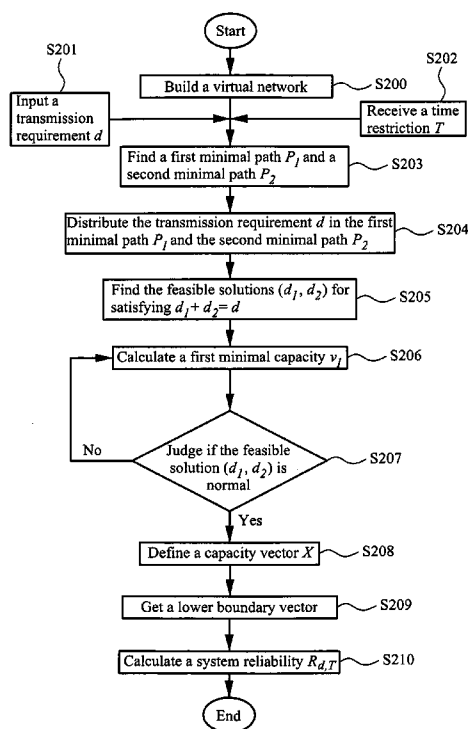 Start
S201
S202
S200
Build a virtual network
Input a
transmission
requirement d
Receive a time
restriction T
Find a first minimal path P1 and a
second minimal path P2
S203
Distribute the transmission requirement d in the first
minimal path P1 and the second minimal path P2
S204
Find the feasible solutions (d1, d2) for
satisfying d1+ d2= d
S205
Calculate a first minimal capacity v1
S206
No
Judge if the feasible
solution (d1, d2) is
normal
S207
Yes
Define a capacity vector X
S208
Get a lower boundary vector
S209
Calculate a system reliability Rd,T
S210
End